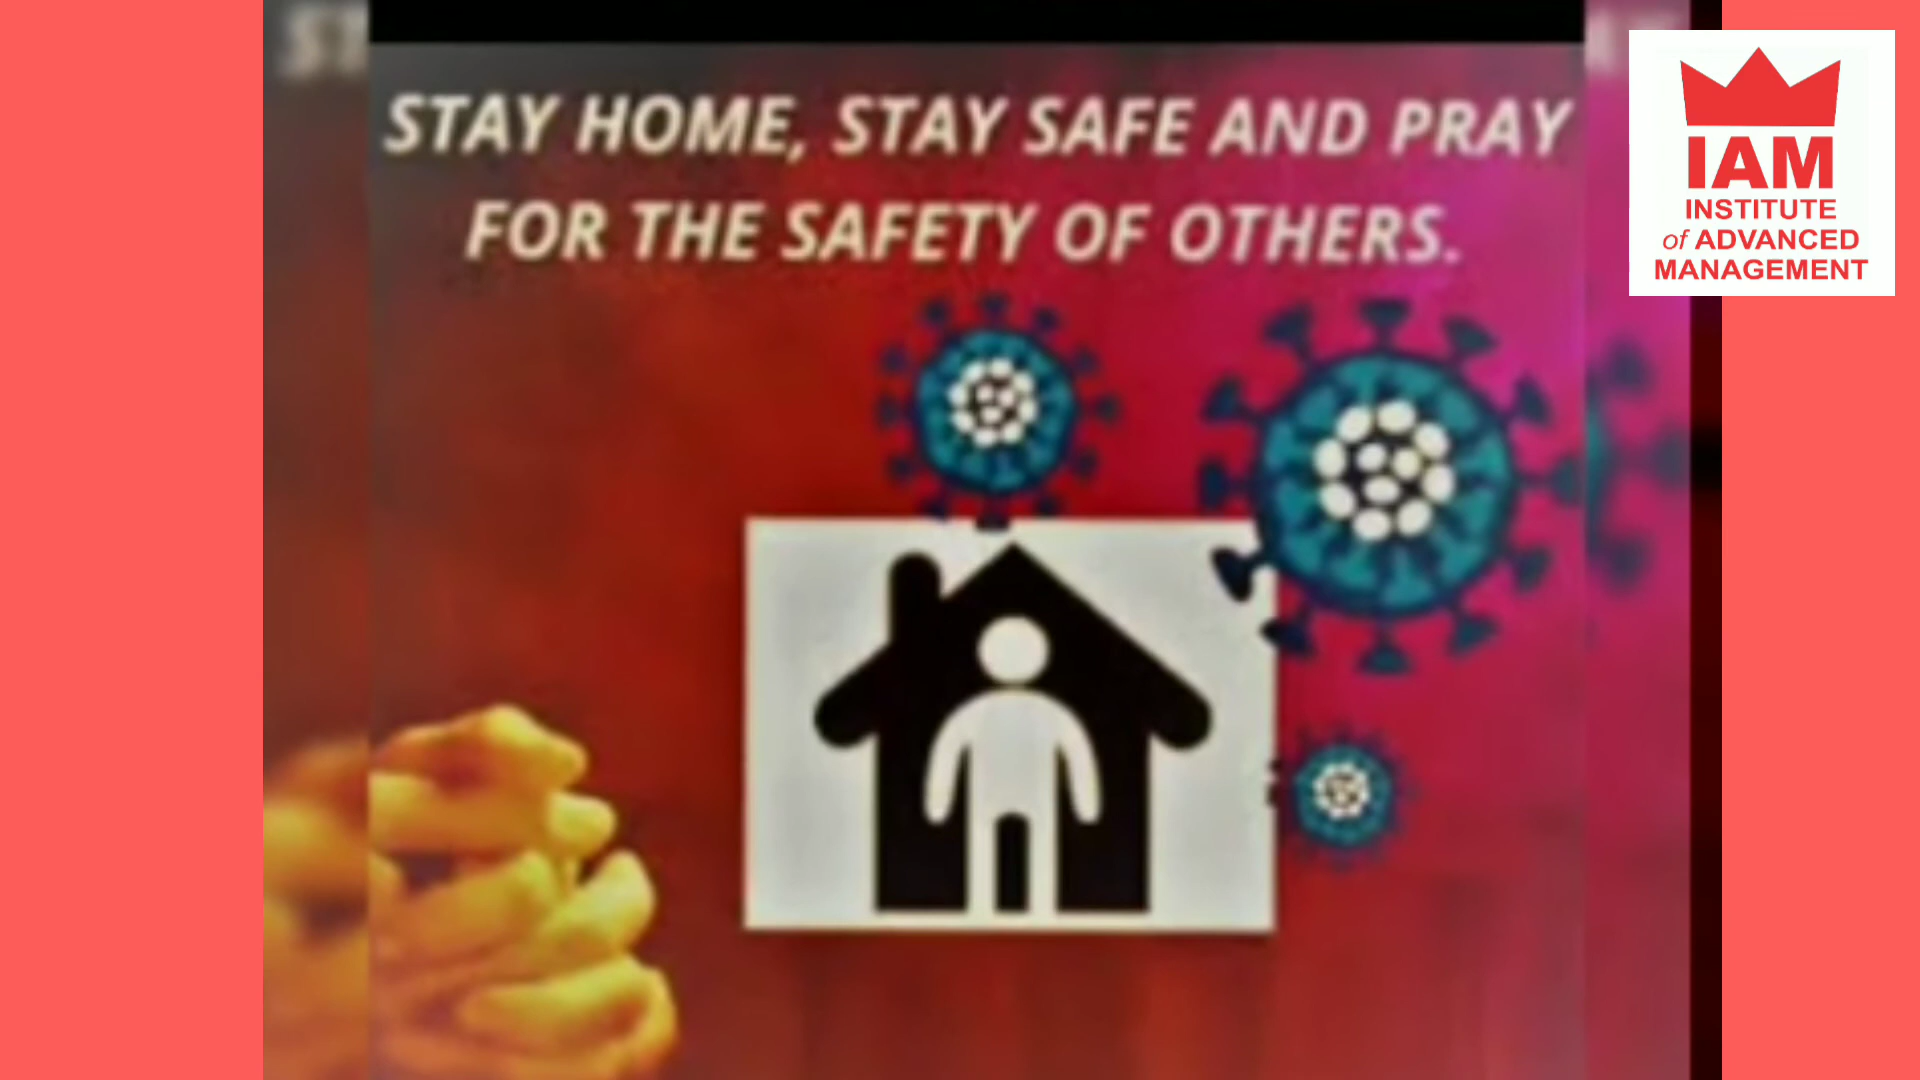 STAY HOME, STAY SAFE AND PRAY
FOR THE SAFETY OF OTHERS.
IAM
INSTITUTE
of ADVANCED
MANAGEMENT